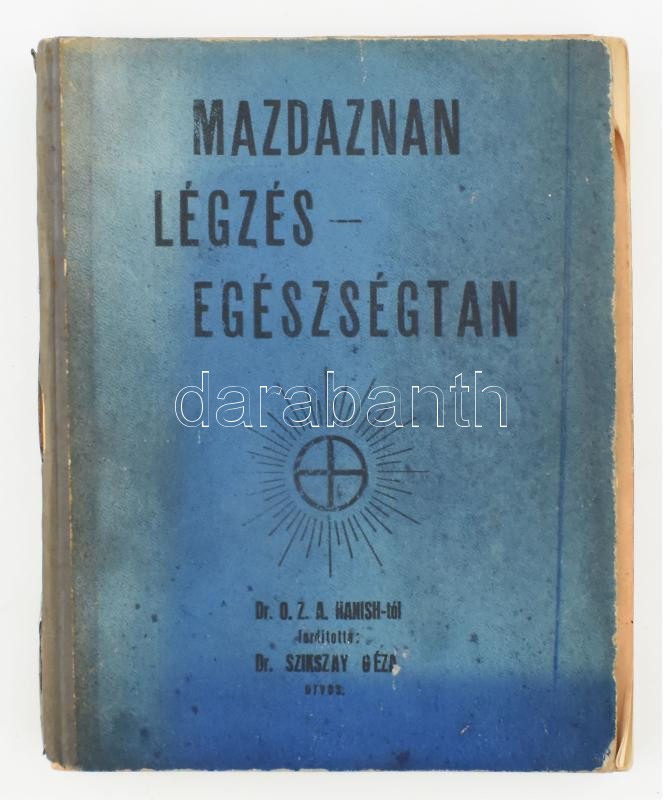 MAZDAZNAN
LÉGZÉS –
EGÉSZSÉGTAN
darabanth
Dr. O. Z. A. HANISH-tól
fordította:
Dr. SZIKSZAY GÉZA
orvos.